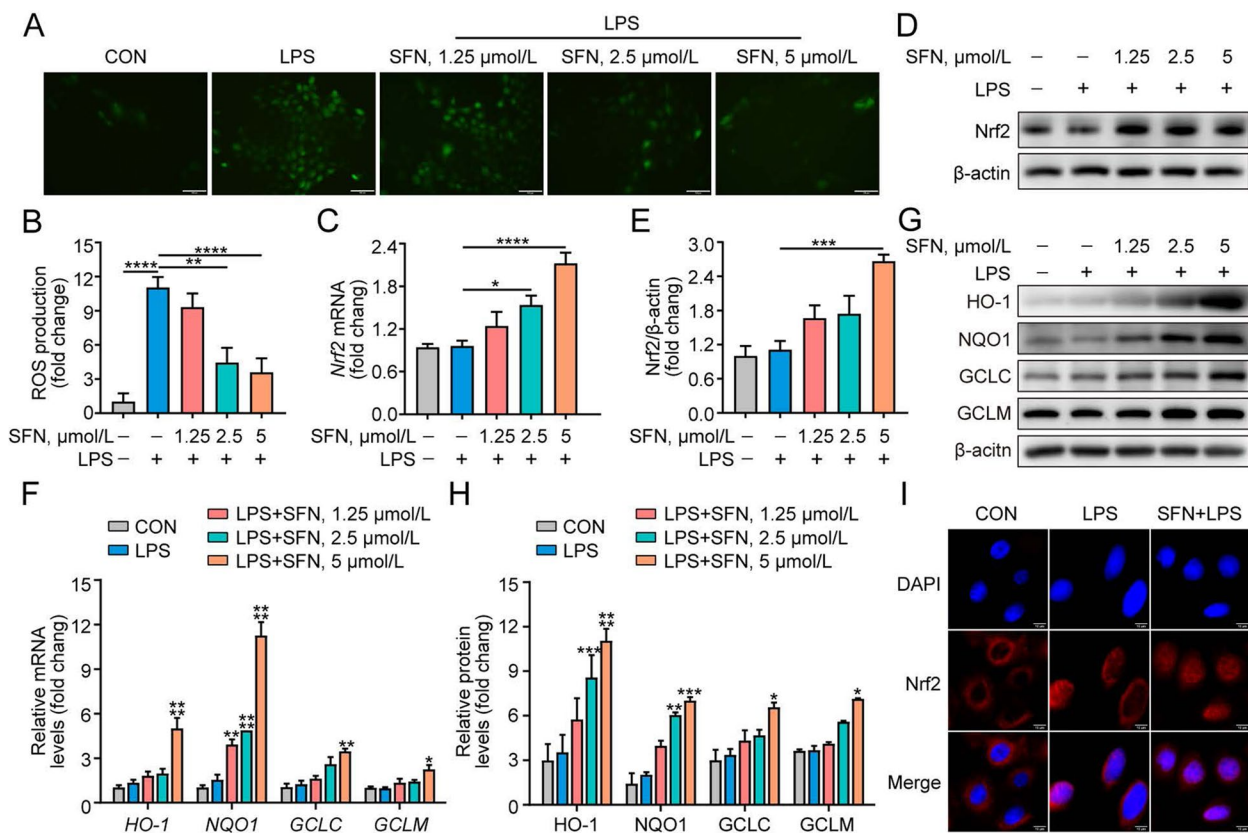 A
LPS
CON LPS SFN, 1.25 μmol/L SFN, 2.5 μmol/L SFN, 5 μmol/L
D
SFN, μmol/L – – 1.25 2.5 5
LPS – + + + +
Nrf2
β-actin
B
ROS production
(fold change)
15
12
9
6
3
0
****
**
****
SFN, μmol/L – – 1.25 2.5 5
LPS – + + + +
C
Nrf2 mRNA
(fold change)
2.4
1.8
1.2
0.6
0.0
****
*
SFN, μmol/L – – 1.25 2.5 5
LPS – + + + +
E
Nrf2/β-actin
(fold chang)
3.0
2.4
1.8
1.2
0.6
0.0
***
SFN, μmol/L – – 1.25 2.5 5
LPS – + + + +
G
SFN, μmol/L – – 1.25 2.5 5
LPS – + + + +
HO-1
NQO1
GCLC
GCLM
β-acitn
F
CON
LPS
LPS+SFN, 1.25 μmol/L
LPS+SFN, 2.5 μmol/L
LPS+SFN, 5 μmol/L
Relative mRNA
levels (fold chang)
15
12
9
6
3
0
**
**
**
**
**
**
**
**
*
HO-1 NQO1 GCLC GCLM
H
CON
LPS
LPS+SFN, 1.25 μmol/L
LPS+SFN, 2.5 μmol/L
LPS+SFN, 5 μmol/L
Relative protein
levels (fold chang)
15
12
9
6
3
0
***
**
**
**
***
*
*
HO-1 NQO1 GCLC GCLM
I
CON LPS SFN+LPS
DAPI
Nrf2
Merge